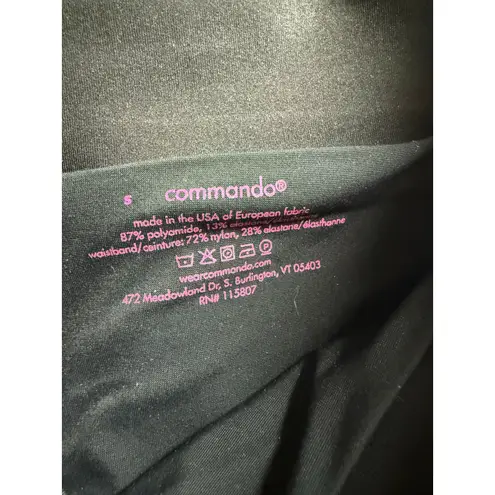 s commando®
made in the USA of European fabric
87% polyamide, 13% elastane/élasthanne
waistband/ceinture: 72% nylon, 28% elastane/élasthanne
wearcommando.com
472 Meadowland Dr, S. Burlington, VT 05403
RN# 115807